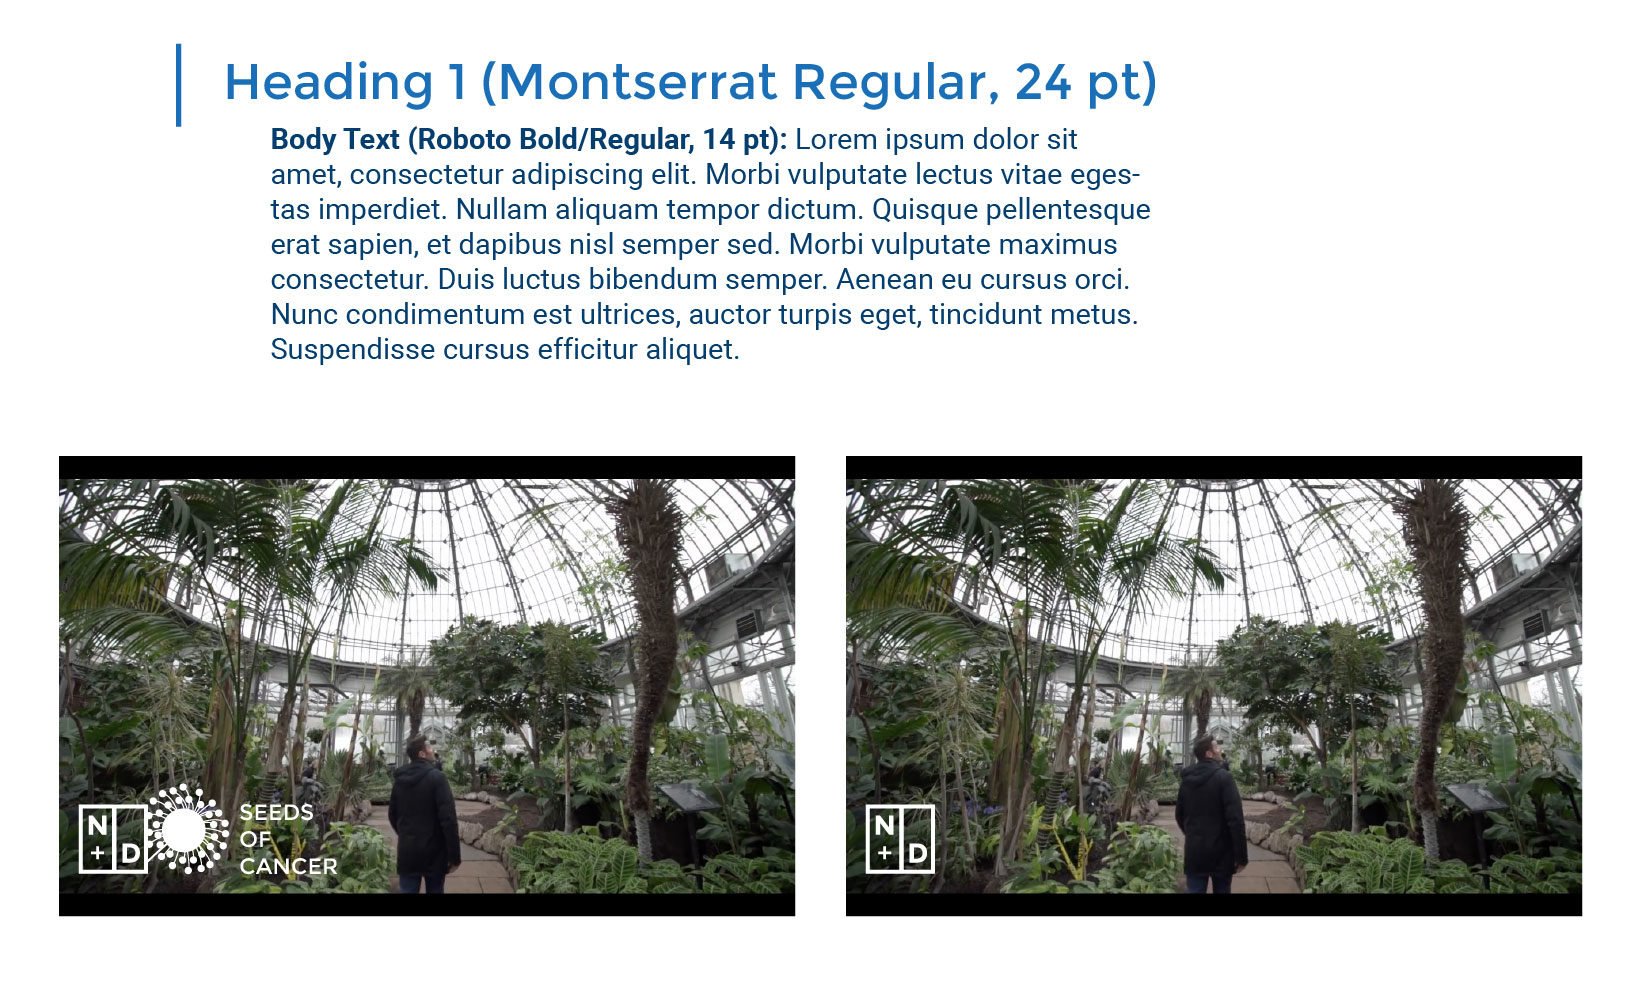 Heading 1 (Montserrat Regular, 24 pt)
Body Text (Roboto Bold/Regular, 14 pt): Lorem ipsum dolor sit
amet, consectetur adipiscing elit. Morbi vulputate lectus vitae eges-
tas imperdiet. Nullam aliquam tempor dictum. Quisque pellentesque
erat sapien, et dapibus nisl semper sed. Morbi vulputate maximus
consectetur. Duis luctus bibendum semper. Aenean eu cursus orci.
Nunc condimentum est ultrices, auctor turpis eget, tincidunt metus.
Suspendisse cursus efficitur aliquet.
N
+ D
SEEDS
OF
CANCER
N
+ D